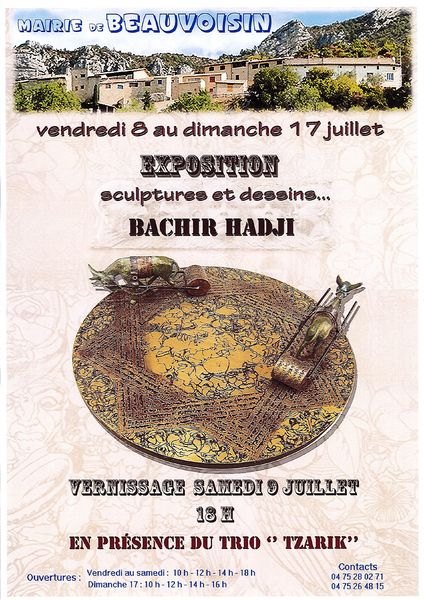 MAIRIE DE BEAUVOISIN
vendredi 8 au dimanche 17 juillet
EXPOSITION
sculptures et dessins...
BACHIR HADJI
VERNISSAGE SAMEDI 9 JUILLET
18 H
EN PRÉSENCE DU TRIO ‘’ TZARIK’’
Ouvertures : Vendredi au samedi : 10 h - 12 h - 14 h - 18 h
Dimanche 17 : 10 h - 12 h - 14 h - 16 h
Contacts
04 75 28 02 71
04 75 26 48 15